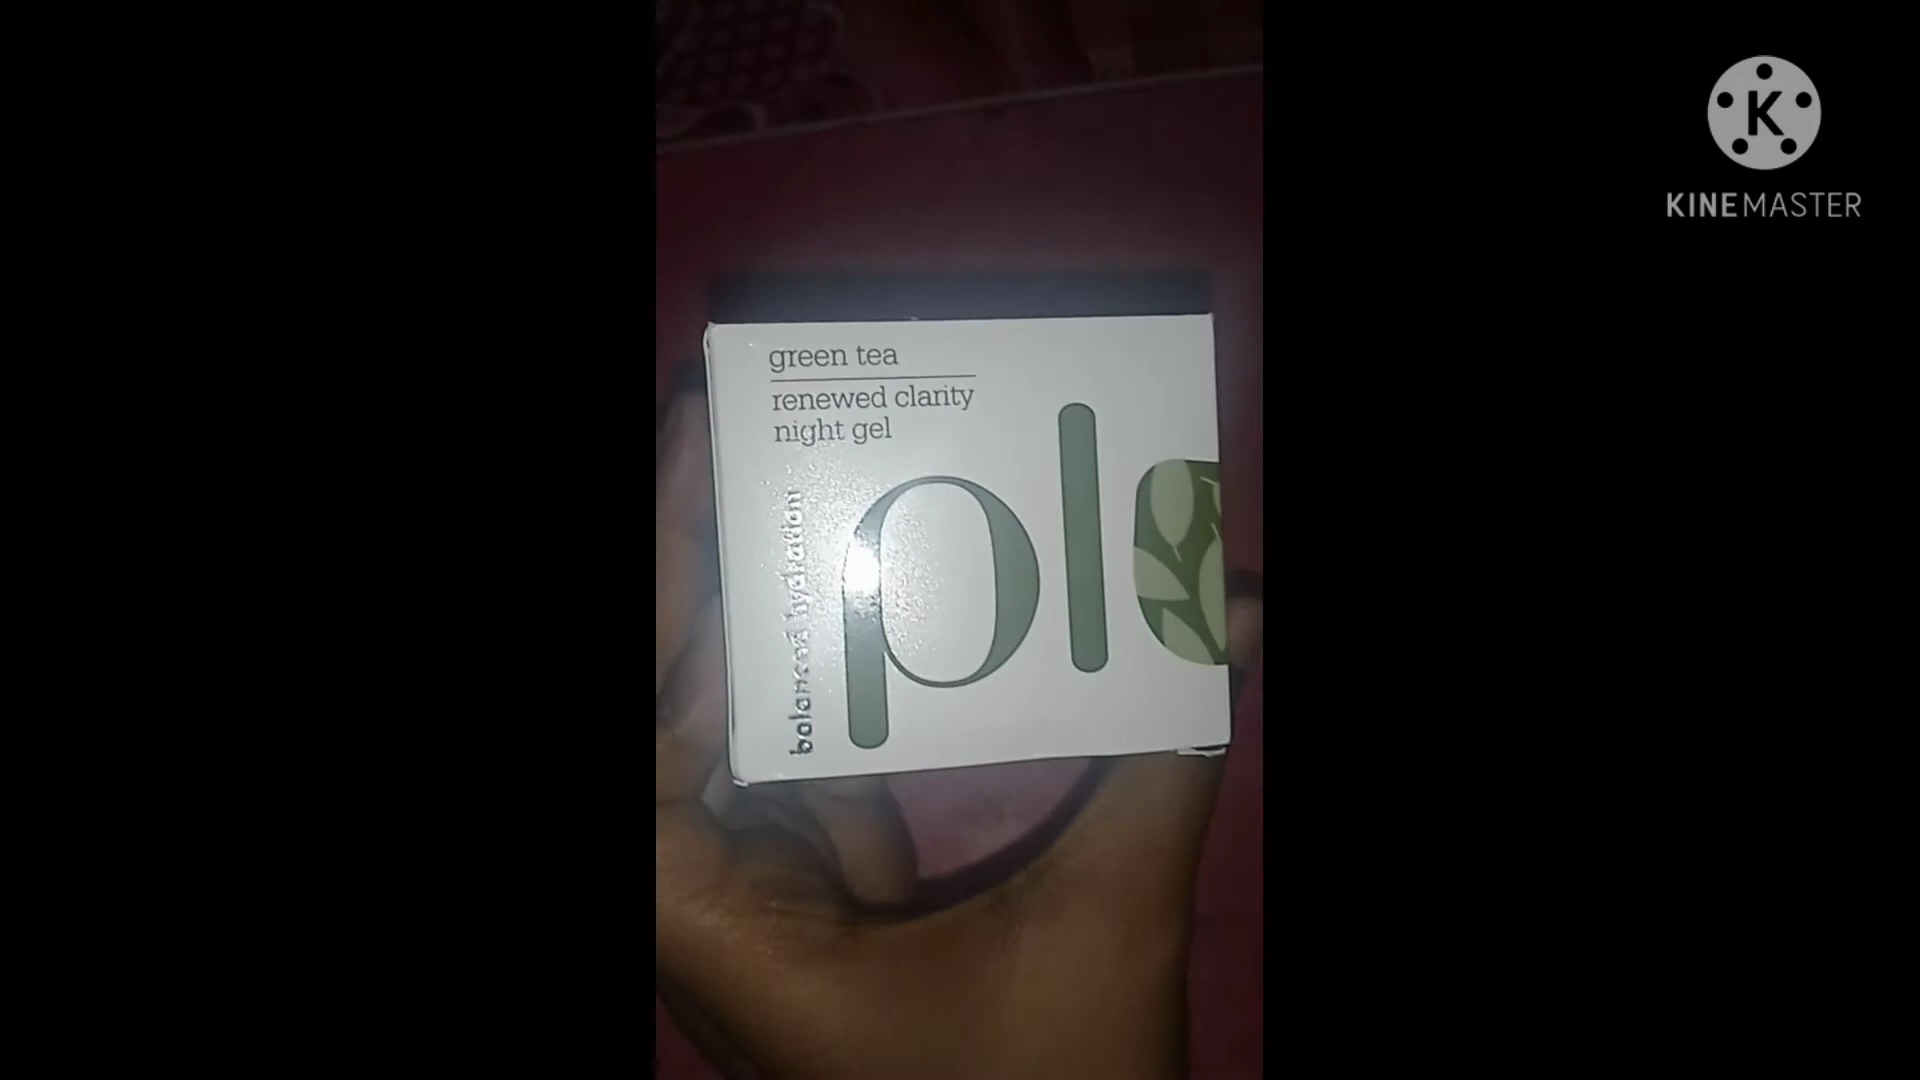 green tea
renewed clarity
night gel
balanced hydration
pl
K
KINEMASTER